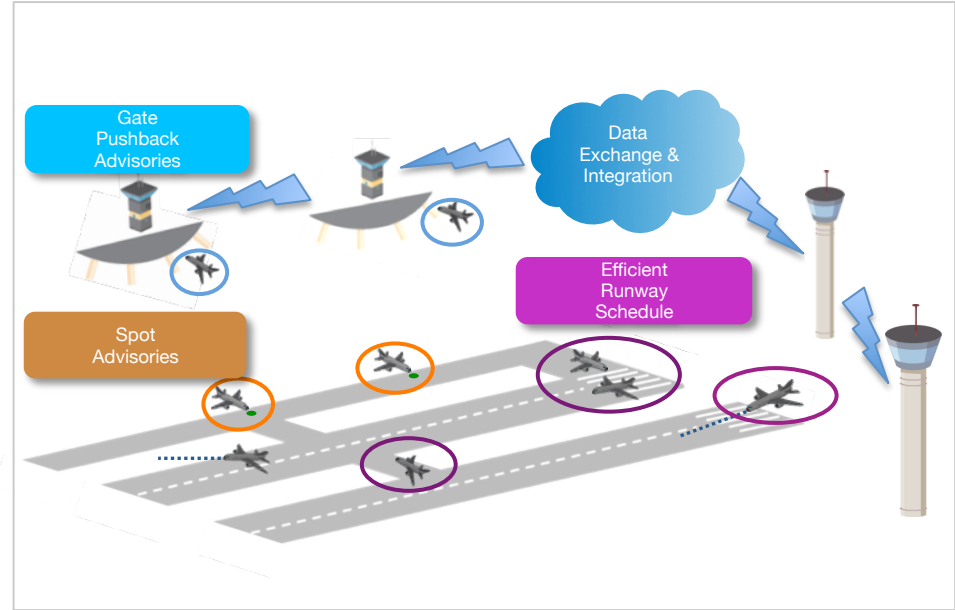 Gate
Pushback
Advisories
Data
Exchange &
Integration
Efficient
Runway
Schedule
Spot
Advisories